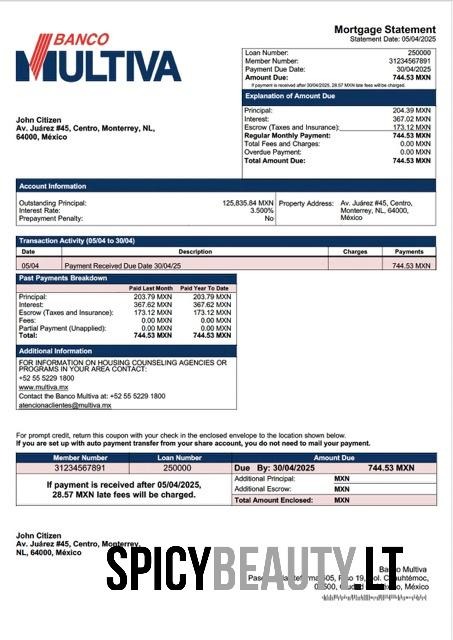 BANCO
MULTIVA
Mortgage Statement
Statement Date: 05/04/2025
Loan Number: 250000
Member Number: 31234567891
Payment Due Date: 30/04/2025
Amount Due: 744.53 MXN
If payment is received after 30/04/2025, 28.57 MXN late fees will be charged.
John Citizen
Av. Juárez #45, Centro, Monterrey, NL,
64000, México
Explanation of Amount Due
Principal: 204.39 MXN
Interest: 367.02 MXN
Escrow (Taxes and Insurance): 173.12 MXN
Regular Monthly Payment: 744.53 MXN
Total Fees and Charges: 0.00 MXN
Overdue Payment: 0.00 MXN
Total Amount Due: 744.53 MXN
Account Information
Outstanding Principal: 125,835.84 MXN
Interest Rate: 3.500%
Prepayment Penalty: No
Property Address: Av. Juárez #45, Centro,
Monterrey, NL, 64000,
México
Transaction Activity (05/04 to 30/04)
Date Description Charges Payments
05/04 Payment Received Due Date 30/04/25 744.53 MXN
Past Payments Breakdown
Paid Last Month Paid Year To Date
Principal: 203.79 MXN 203.79 MXN
Interest: 367.62 MXN 367.62 MXN
Escrow (Taxes and Insurance): 173.12 MXN 173.12 MXN
Fees: 0.00 MXN 0.00 MXN
Partial Payment (Unapplied): 0.00 MXN 0.00 MXN
Total: 744.53 MXN 744.53 MXN
Additional Information
FOR INFORMATION ON HOUSING COUNSELING AGENCIES OR
PROGRAMS IN YOUR AREA CONTACT:
+52 55 5229 1800
www.multiva.mx
Contact the Banco Multiva at: +52 55 5229 1800
atencionaclientes@multiva.mx
For prompt credit, return this coupon with your check in the enclosed envelope to the location shown below.
If you are set up with auto payment transfer from your share account, you do not need to mail your payment.
Member Number Loan Number Amount Due
31234567891 250000 Due By: 30/04/2025 744.53 MXN
If payment is received after 05/04/2025,
28.57 MXN late fees will be charged.
Additional Principal: MXN
Additional Escrow: MXN
Total Amount Enclosed: MXN
John Citizen
Av. Juárez #45, Centro, Monterrey,
NL, 64000, México
SPICYBEAUTY.LT
Multiva
México